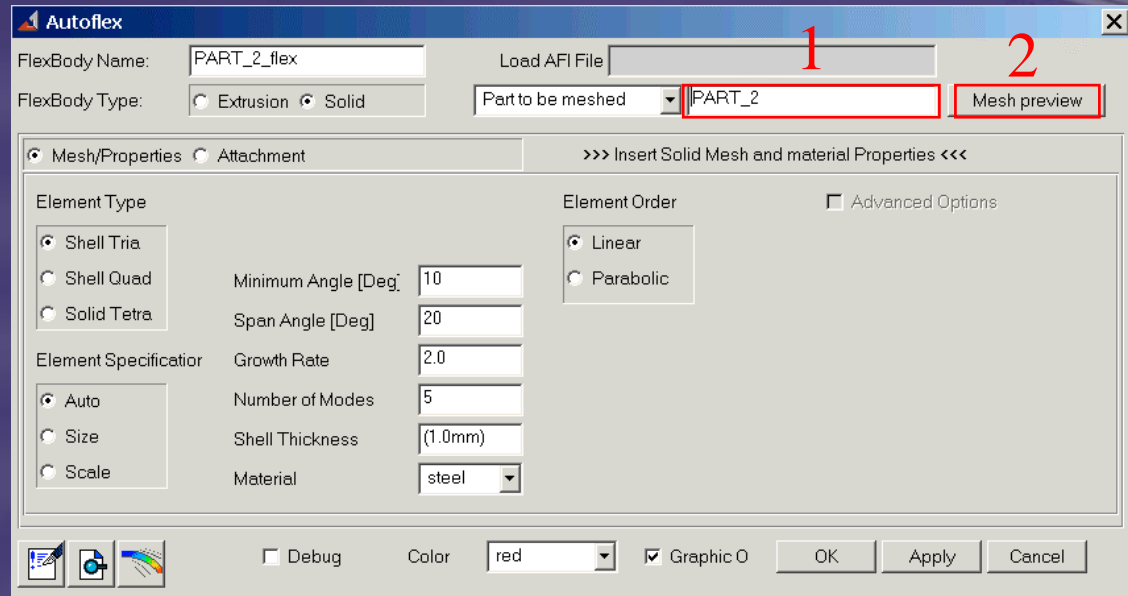 Autoflex
FlexBody Name: PART_2_flex Load AFI File 1 2
FlexBody Type: Extrusion Solid Part to be meshed PART_2 Mesh preview
Mesh/Properties Attachment >>> Insert Solid Mesh and material Properties <<<
Element Type Element Order Advanced Options
Shell Tria Linear
Shell Quad Minimum Angle [Deg] 10 Parabolic
Solid Tetra Span Angle [Deg] 20
Element Specification Growth Rate 2.0
Auto Number of Modes 5
Size Shell Thickness (1.0mm)
Scale Material steel
Debug Color red Graphic O OK Apply Cancel